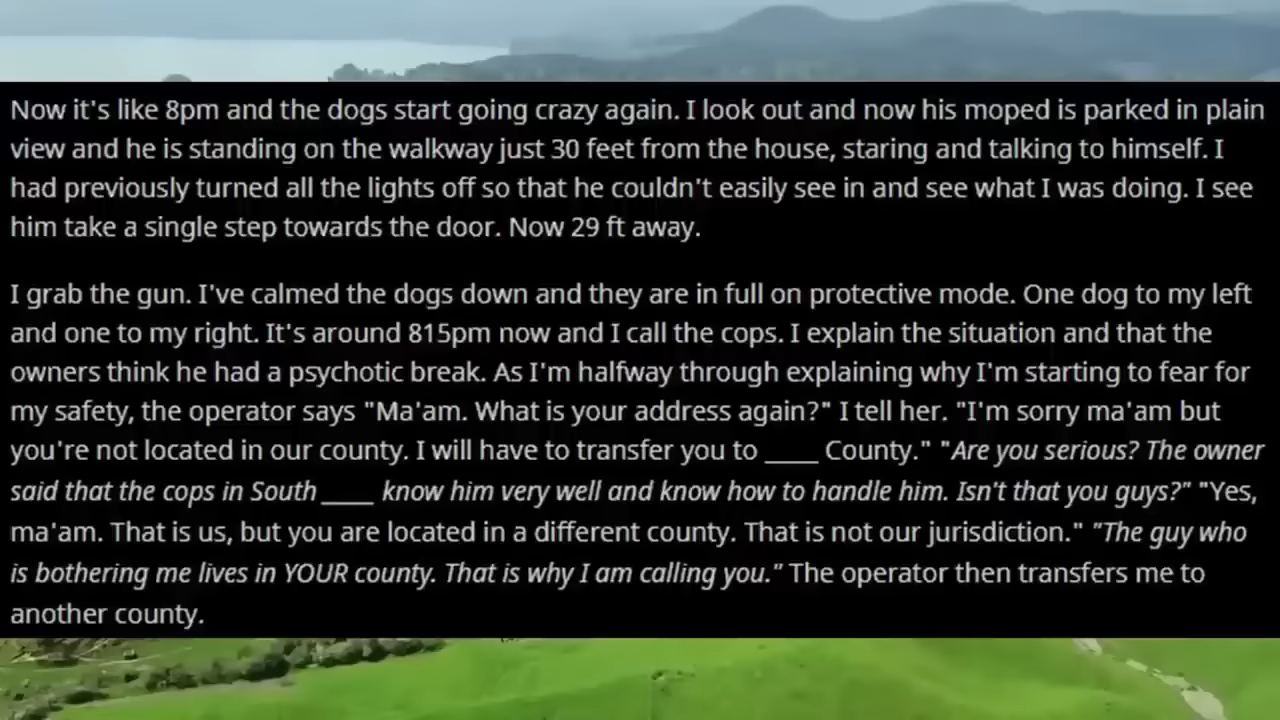 Now it's like 8pm and the dogs start going crazy again. I look out and now his moped is parked in plain
view and he is standing on the walkway just 30 feet from the house, staring and talking to himself. I
had previously turned all the lights off so that he couldn't easily see in and see what I was doing. I see
him take a single step towards the door. Now 29 ft away.
I grab the gun. I've calmed the dogs down and they are in full on protective mode. One dog to my left
and one to my right. It's around 815pm now and I call the cops. I explain the situation and that the
owners think he had a psychotic break. As I'm halfway through explaining why I'm starting to fear for
my safety, the operator says "Ma'am. What is your address again?" I tell her. "I'm sorry ma'am but
you're not located in our county. I will have to transfer you to ____ County." "Are you serious? The owner
said that the cops in South ____ know him very well and know how to handle him. Isn't that you guys?" "Yes,
ma'am. That is us, but you are located in a different county. That is not our jurisdiction." "The guy who
is bothering me lives in YOUR county. That is why I am calling you." The operator then transfers me to
another county.